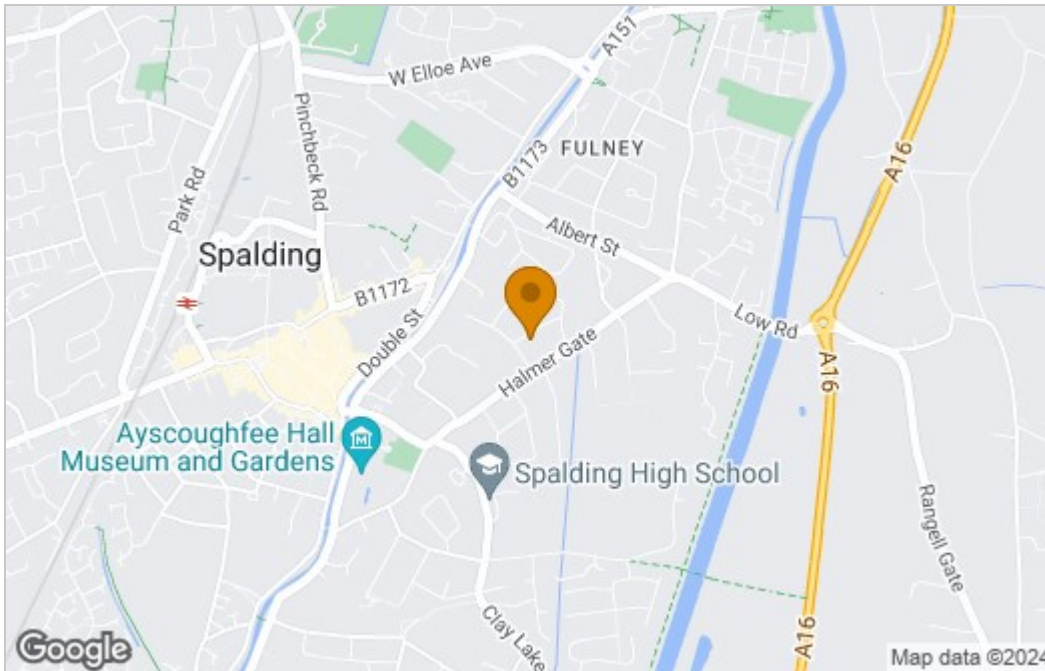 A151
W Elloe Ave
Pinchbeck Rd
B1173
FULNEY
A16
Park Rd
Albert St
Spalding
B1172
Low Rd
Double St
Halmer Gate
A16
Ayscoughfee Hall
Museum and Gardens
Spalding High School
Rangell Gate
Clay Lake
A16
Google
Map data ©2024